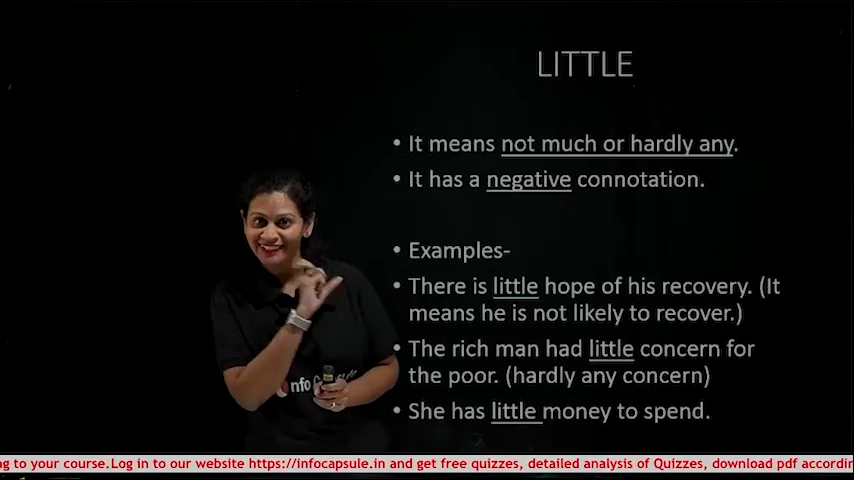 LITTLE
• It means not much or hardly any.
• It has a negative connotation.
• Examples-
• There is little hope of his recovery. (It
means he is not likely to recover.)
• The rich man had little concern for
the poor. (hardly any concern)
• She has little money to spend.
ng to your course.Log in to our website https://infocapsule.in and get free quizzes, detailed analysis of Quizzes, download pdf accordin